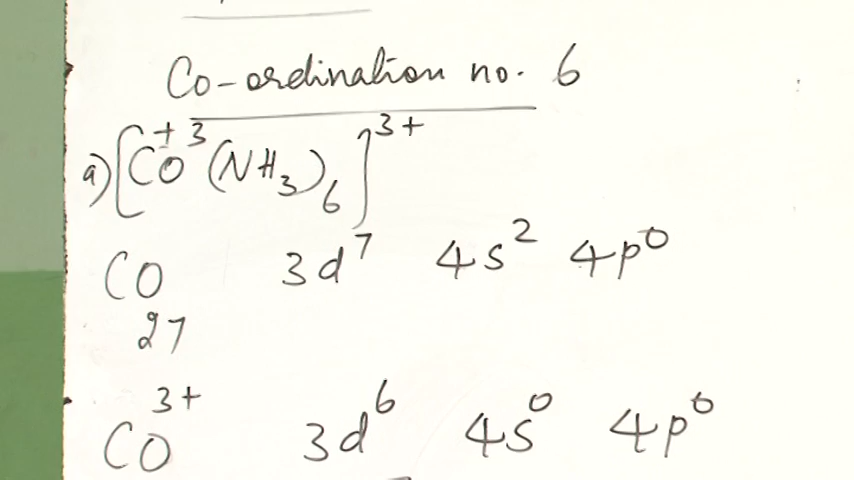 Co-ordination no. 6
a) [CO⁺³(NH₃)₆]³⁺
CO 3d⁷ 4s² 4p⁰
27
CO³⁺ 3d⁶ 4s⁰ 4p⁰